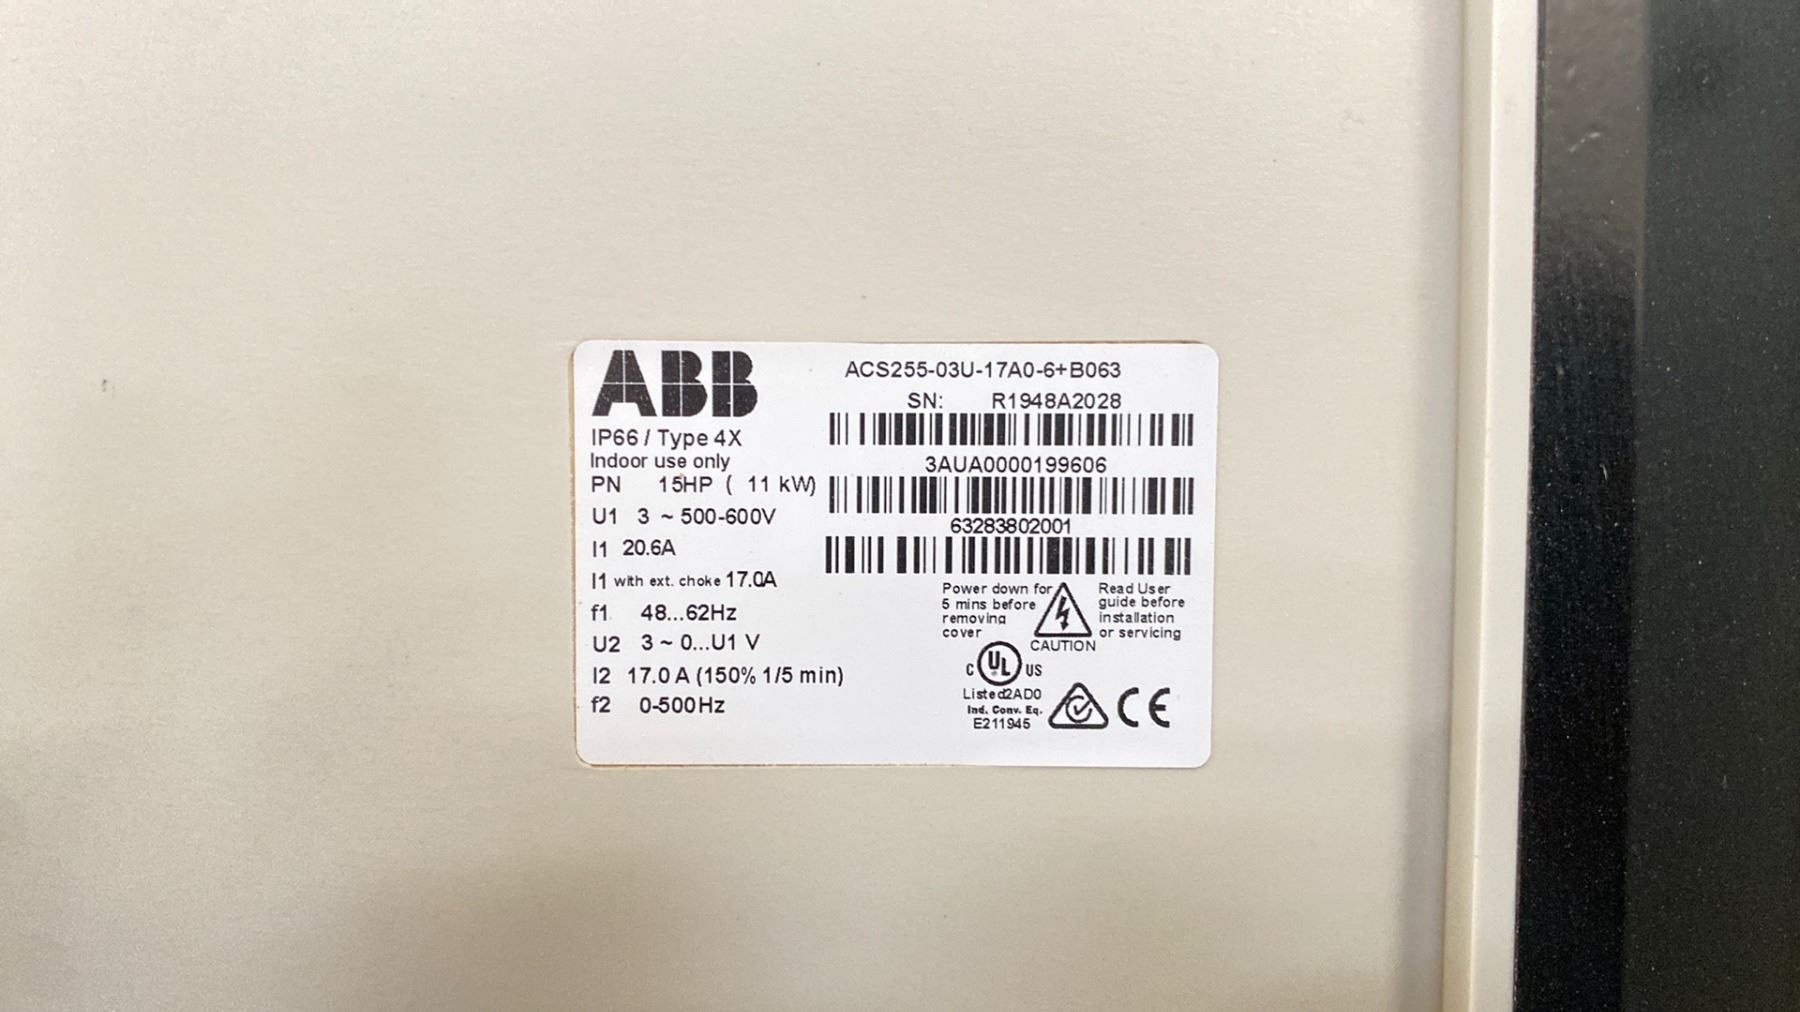 ABB
IP66 / Type 4X
Indoor use only
PN 15HP ( 11 kW)
U1 3 ~ 500-600V
I1 20.6A
I1 with ext. choke 17.0A
f1 48...62Hz
U2 3 ~ 0...U1 V
I2 17.0 A (150% 1/5 min)
f2 0-500Hz
ACS255-03U-17A0-6+B063
SN: R1948A2028
3AUA0000199606
63283802001
Power down for
5 mins before
removing
cover
CAUTION
Read User
guide before
installation
or servicing
C UL US
Listed2AD0
Ind. Conv. Eq.
E211945
CE